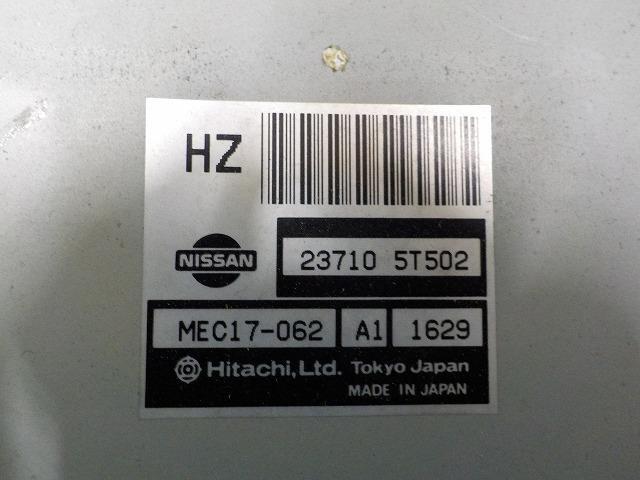 HZ
NISSAN
23710 5T502
MEC17-062 A1 1629
Hitachi, Ltd. Tokyo Japan
MADE IN JAPAN